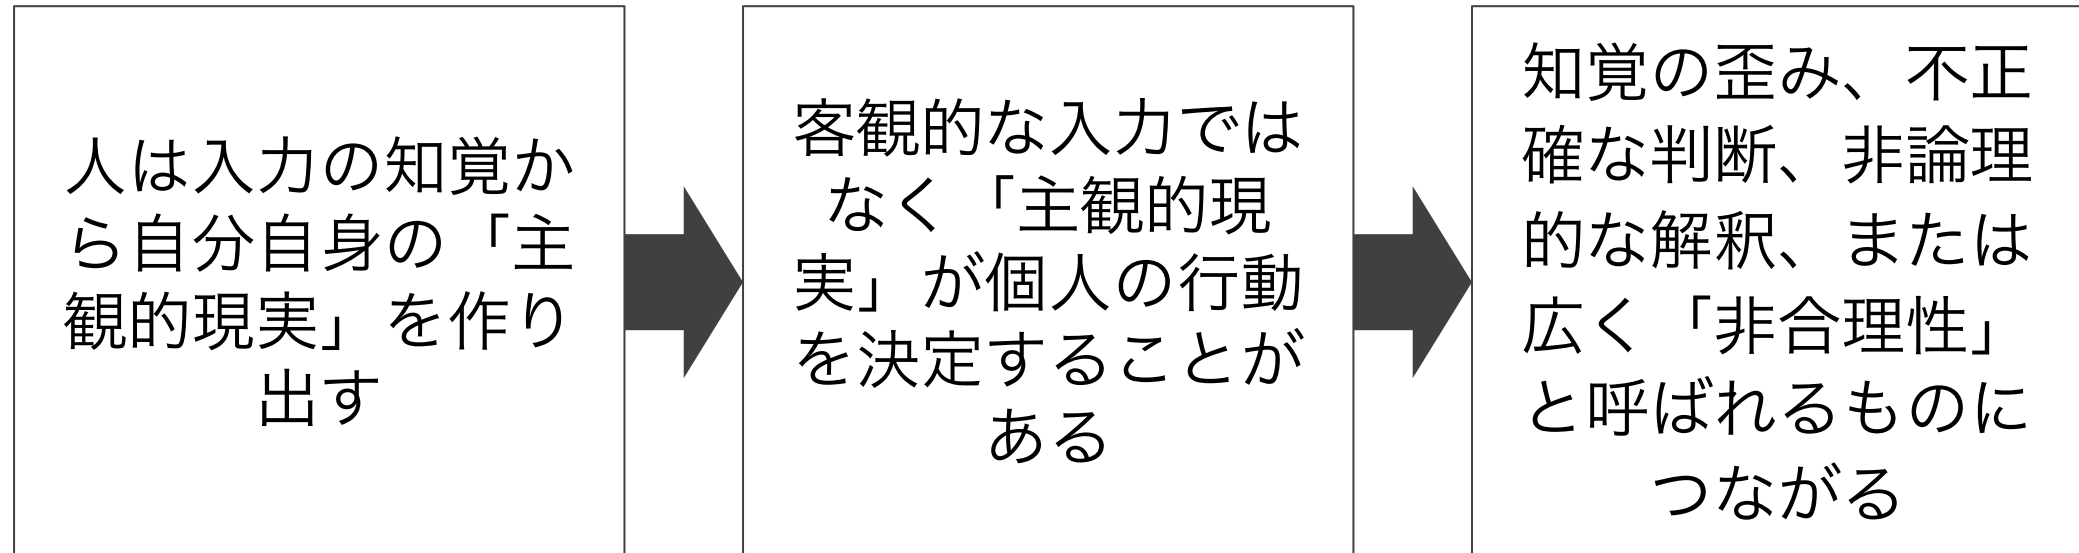 人は入力の知覚か
ら自分自身の「主
観的現実」を作り
出す
客観的な入力では
なく「主観的現
実」が個人の行動
を決定することが
ある
知覚の歪み、不正
確な判断、非論理
的な解釈、または
広く「非合理性」
と呼ばれるものに
つながる